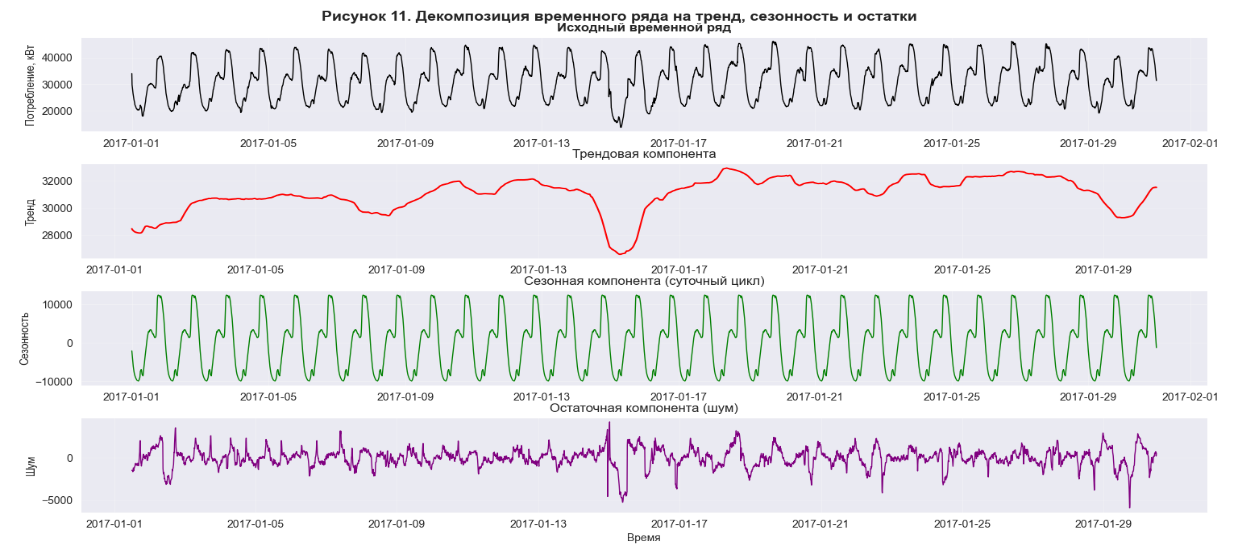 Рисунок 11. Декомпозиция временного ряда на тренд, сезонность и остатки
Исходный временной ряд
Потребление, кВт
40000
30000
20000
2017-01-01 2017-01-05 2017-01-09 2017-01-13 2017-01-17 2017-01-21 2017-01-25 2017-01-29 2017-02-01
Трендовая компонента
Тренд
32000
30000
28000
2017-01-01 2017-01-05 2017-01-09 2017-01-13 2017-01-17 2017-01-21 2017-01-25 2017-01-29
Сезонная компонента (суточный цикл)
Сезонность
10000
0
−10000
2017-01-01 2017-01-05 2017-01-09 2017-01-13 2017-01-17 2017-01-21 2017-01-25 2017-01-29 2017-02-01
Остаточная компонента (шум)
Шум
0
−5000
2017-01-01 2017-01-05 2017-01-09 2017-01-13 2017-01-17 2017-01-21 2017-01-25 2017-01-29
Время